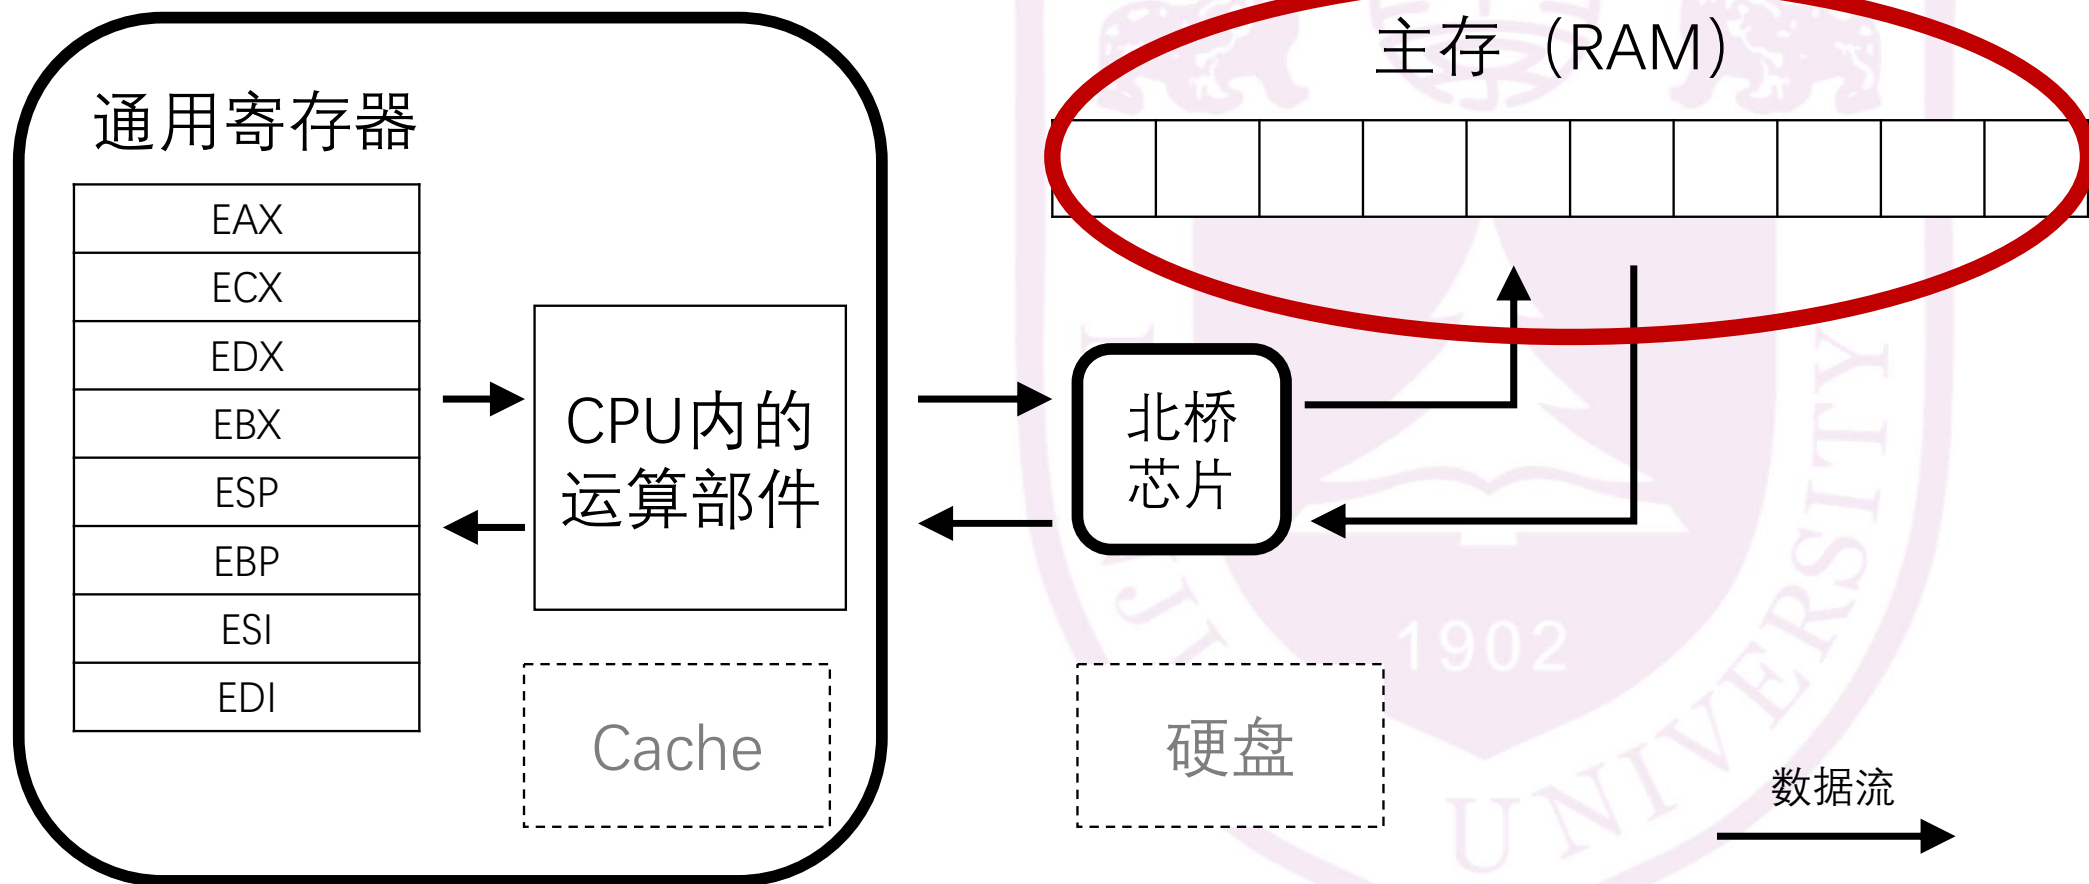 主存（RAM）
通用寄存器
EAX
ECX
EDX
EBX
ESP
EBP
ESI
EDI
CPU内的
运算部件
北桥
芯片
Cache
硬盘
数据流
1902
UNIVERSITY